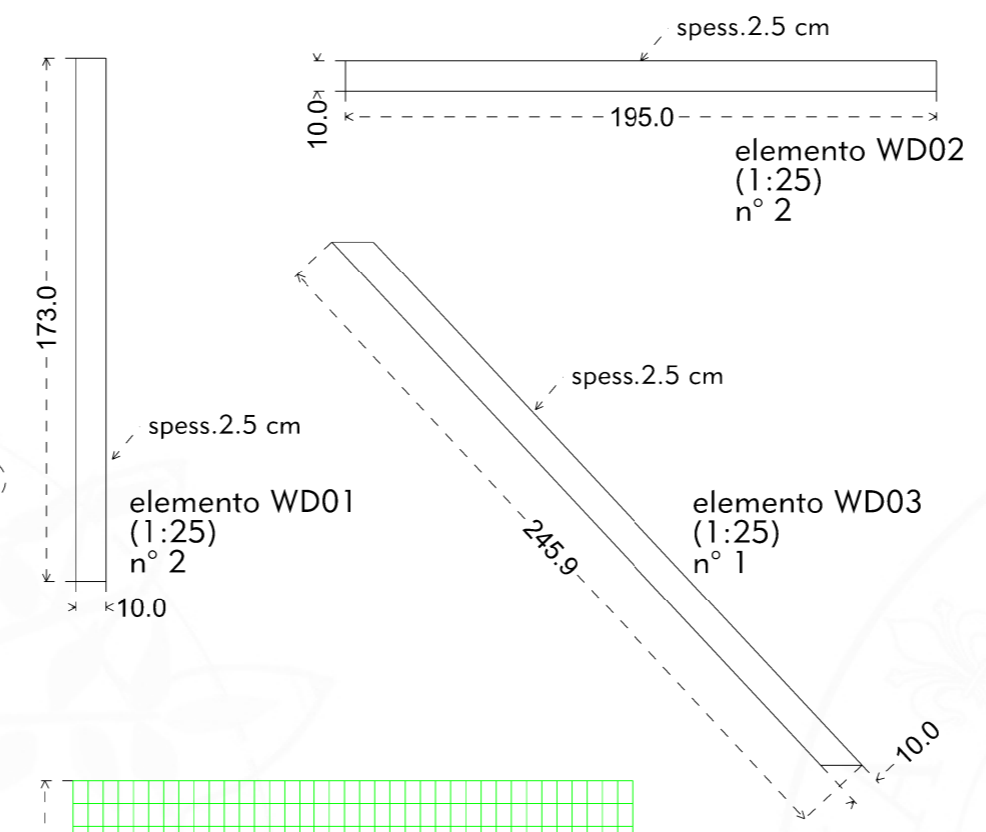 spess.2.5 cm
10.0
195.0
elemento WD02
(1:25)
n° 2
173.0
spess.2.5 cm
elemento WD01
(1:25)
n° 2
10.0
spess.2.5 cm
elemento WD03
(1:25)
n° 1
245.9
10.0